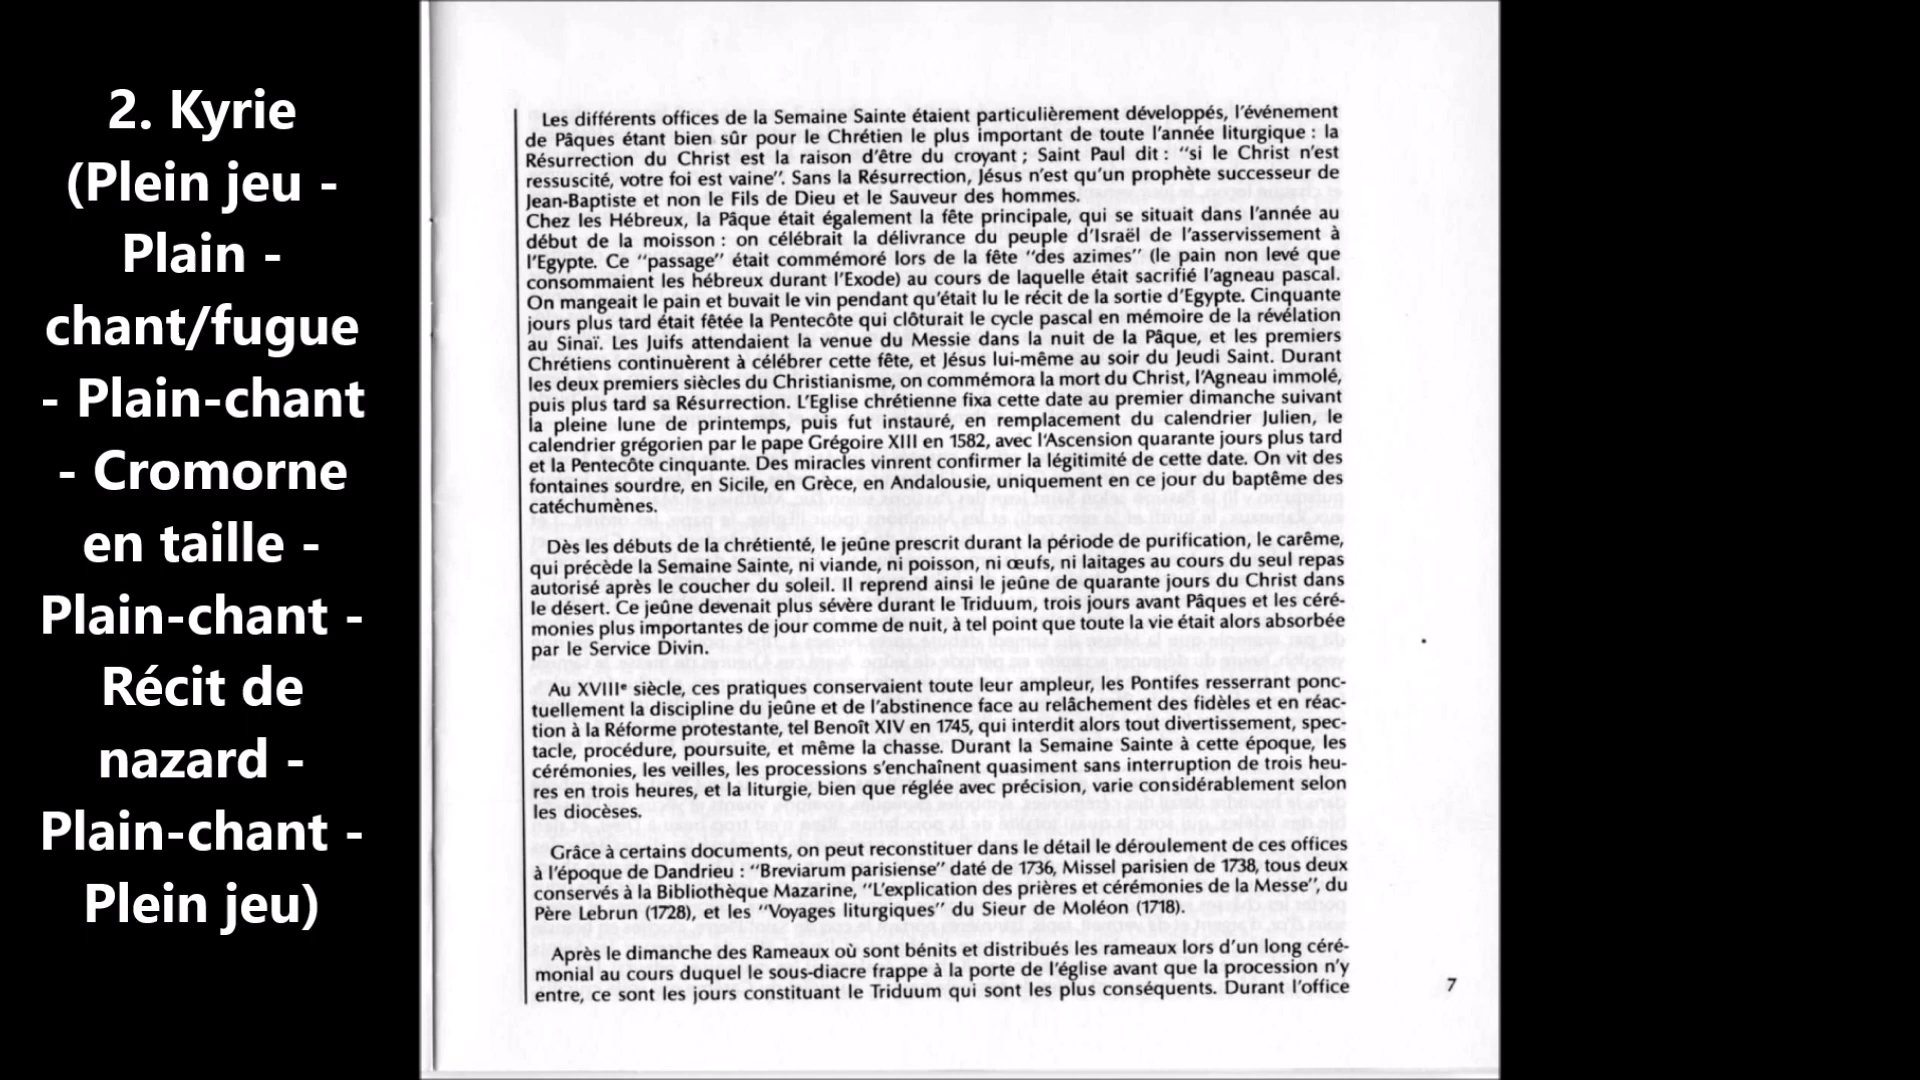 2. Kyrie
(Plein jeu -
Plain -
chant/fugue
- Plain-chant
- Cromorne
en taille -
Plain-chant -
Récit de
nazard -
Plain-chant -
Plein jeu)
Les différents offices de la Semaine Sainte étaient particulièrement développés, l'événement
de Pâques étant bien sûr pour le Chrétien le plus important de toute l'année liturgique : la
Résurrection du Christ est la raison d'être du croyant ; Saint Paul dit : "si le Christ n'est
ressuscité, votre foi est vaine". Sans la Résurrection, Jésus n'est qu'un prophète successeur de
Jean-Baptiste et non le Fils de Dieu et le Sauveur des hommes.
Chez les Hébreux, la Pâque était également la fête principale, qui se situait dans l'année au
début de la moisson : on célébrait la délivrance du peuple d'Israël de l'asservissement à
l'Egypte. Ce "passage" était commémoré lors de la fête "des azimes" (le pain non levé que
consommaient les hébreux durant l'Exode) au cours de laquelle était sacrifié l'agneau pascal.
On mangeait le pain et buvait le vin pendant qu'était lu le récit de la sortie d'Egypte. Cinquante
jours plus tard était fêtée la Pentecôte qui clôturait le cycle pascal en mémoire de la révélation
au Sinaï. Les Juifs attendaient la venue du Messie dans la nuit de la Pâque, et les premiers
Chrétiens continuèrent à célébrer cette fête, et Jésus lui-même au soir du Jeudi Saint. Durant
les deux premiers siècles du Christianisme, on commémora la mort du Christ, l'Agneau immolé,
puis plus tard sa Résurrection. L'Eglise chrétienne fixa cette date au premier dimanche suivant
la pleine lune de printemps, puis fut instauré, en remplacement du calendrier Julien, le
calendrier grégorien par le pape Grégoire XIII en 1582, avec l'Ascension quarante jours plus tard
et la Pentecôte cinquante. Des miracles vinrent confirmer la légitimité de cette date. On vit des
fontaines sourdre, en Sicile, en Grèce, en Andalousie, uniquement en ce jour du baptême des
catéchumènes.
Dès les débuts de la chrétienté, le jeûne prescrit durant la période de purification, le carême,
qui précède la Semaine Sainte, ni viande, ni poisson, ni œufs, ni laitages au cours du seul repas
autorisé après le coucher du soleil. Il reprend ainsi le jeûne de quarante jours du Christ dans
le désert. Ce jeûne devenait plus sévère durant le Triduum, trois jours avant Pâques et les céré-
monies plus importantes de jour comme de nuit, à tel point que toute la vie était alors absorbée
par le Service Divin.
Au XVIIIe siècle, ces pratiques conservaient toute leur ampleur, les Pontifes resserrant ponc-
tuellement la discipline du jeûne et de l'abstinence face au relâchement des fidèles et en réac-
tion à la Réforme protestante, tel Benoît XIV en 1745, qui interdit alors tout divertissement, spec-
tacle, procédure, poursuite, et même la chasse. Durant la Semaine Sainte à cette époque, les
cérémonies, les veilles, les processions s'enchaînent quasiment sans interruption de trois heu-
res en trois heures, et la liturgie, bien que réglée avec précision, varie considérablement selon
les diocèses.
Grâce à certains documents, on peut reconstituer dans le détail le déroulement de ces offices
à l'époque de Dandrieu : "Breviarum parisiense" daté de 1736, Missel parisien de 1738, tous deux
conservés à la Bibliothèque Mazarine, "L'explication des prières et cérémonies de la Messe", du
Père Lebrun (1728), et les "Voyages liturgiques" du Sieur de Moléon (1718).
Après le dimanche des Rameaux où sont bénits et distribués les rameaux lors d'un long céré-
monial au cours duquel le sous-diacre frappe à la porte de l'église avant que la procession n'y
entre, ce sont les jours constituant le Triduum qui sont les plus conséquents. Durant l'office
7